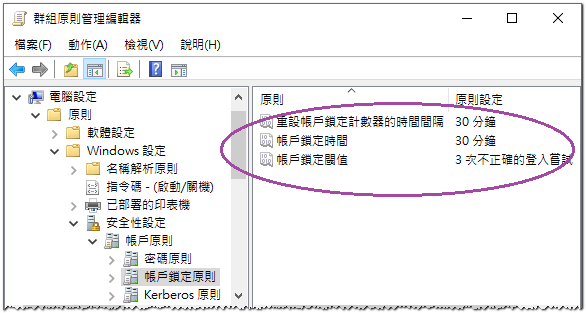 群組原則管理編輯器
檔案(F) 動作(A) 檢視(V) 說明(H)
電腦設定
原則
軟體設定
Windows 設定
名稱解析原則
指令碼 - (啟動/關機)
已部署的印表機
安全性設定
帳戶原則
密碼原則
帳戶鎖定原則
Kerberos 原則
原則 原則設定
重設帳戶鎖定計數器的時間間隔 30 分鐘
帳戶鎖定時間 30 分鐘
帳戶鎖定閾值 3 次不正確的登入嘗試